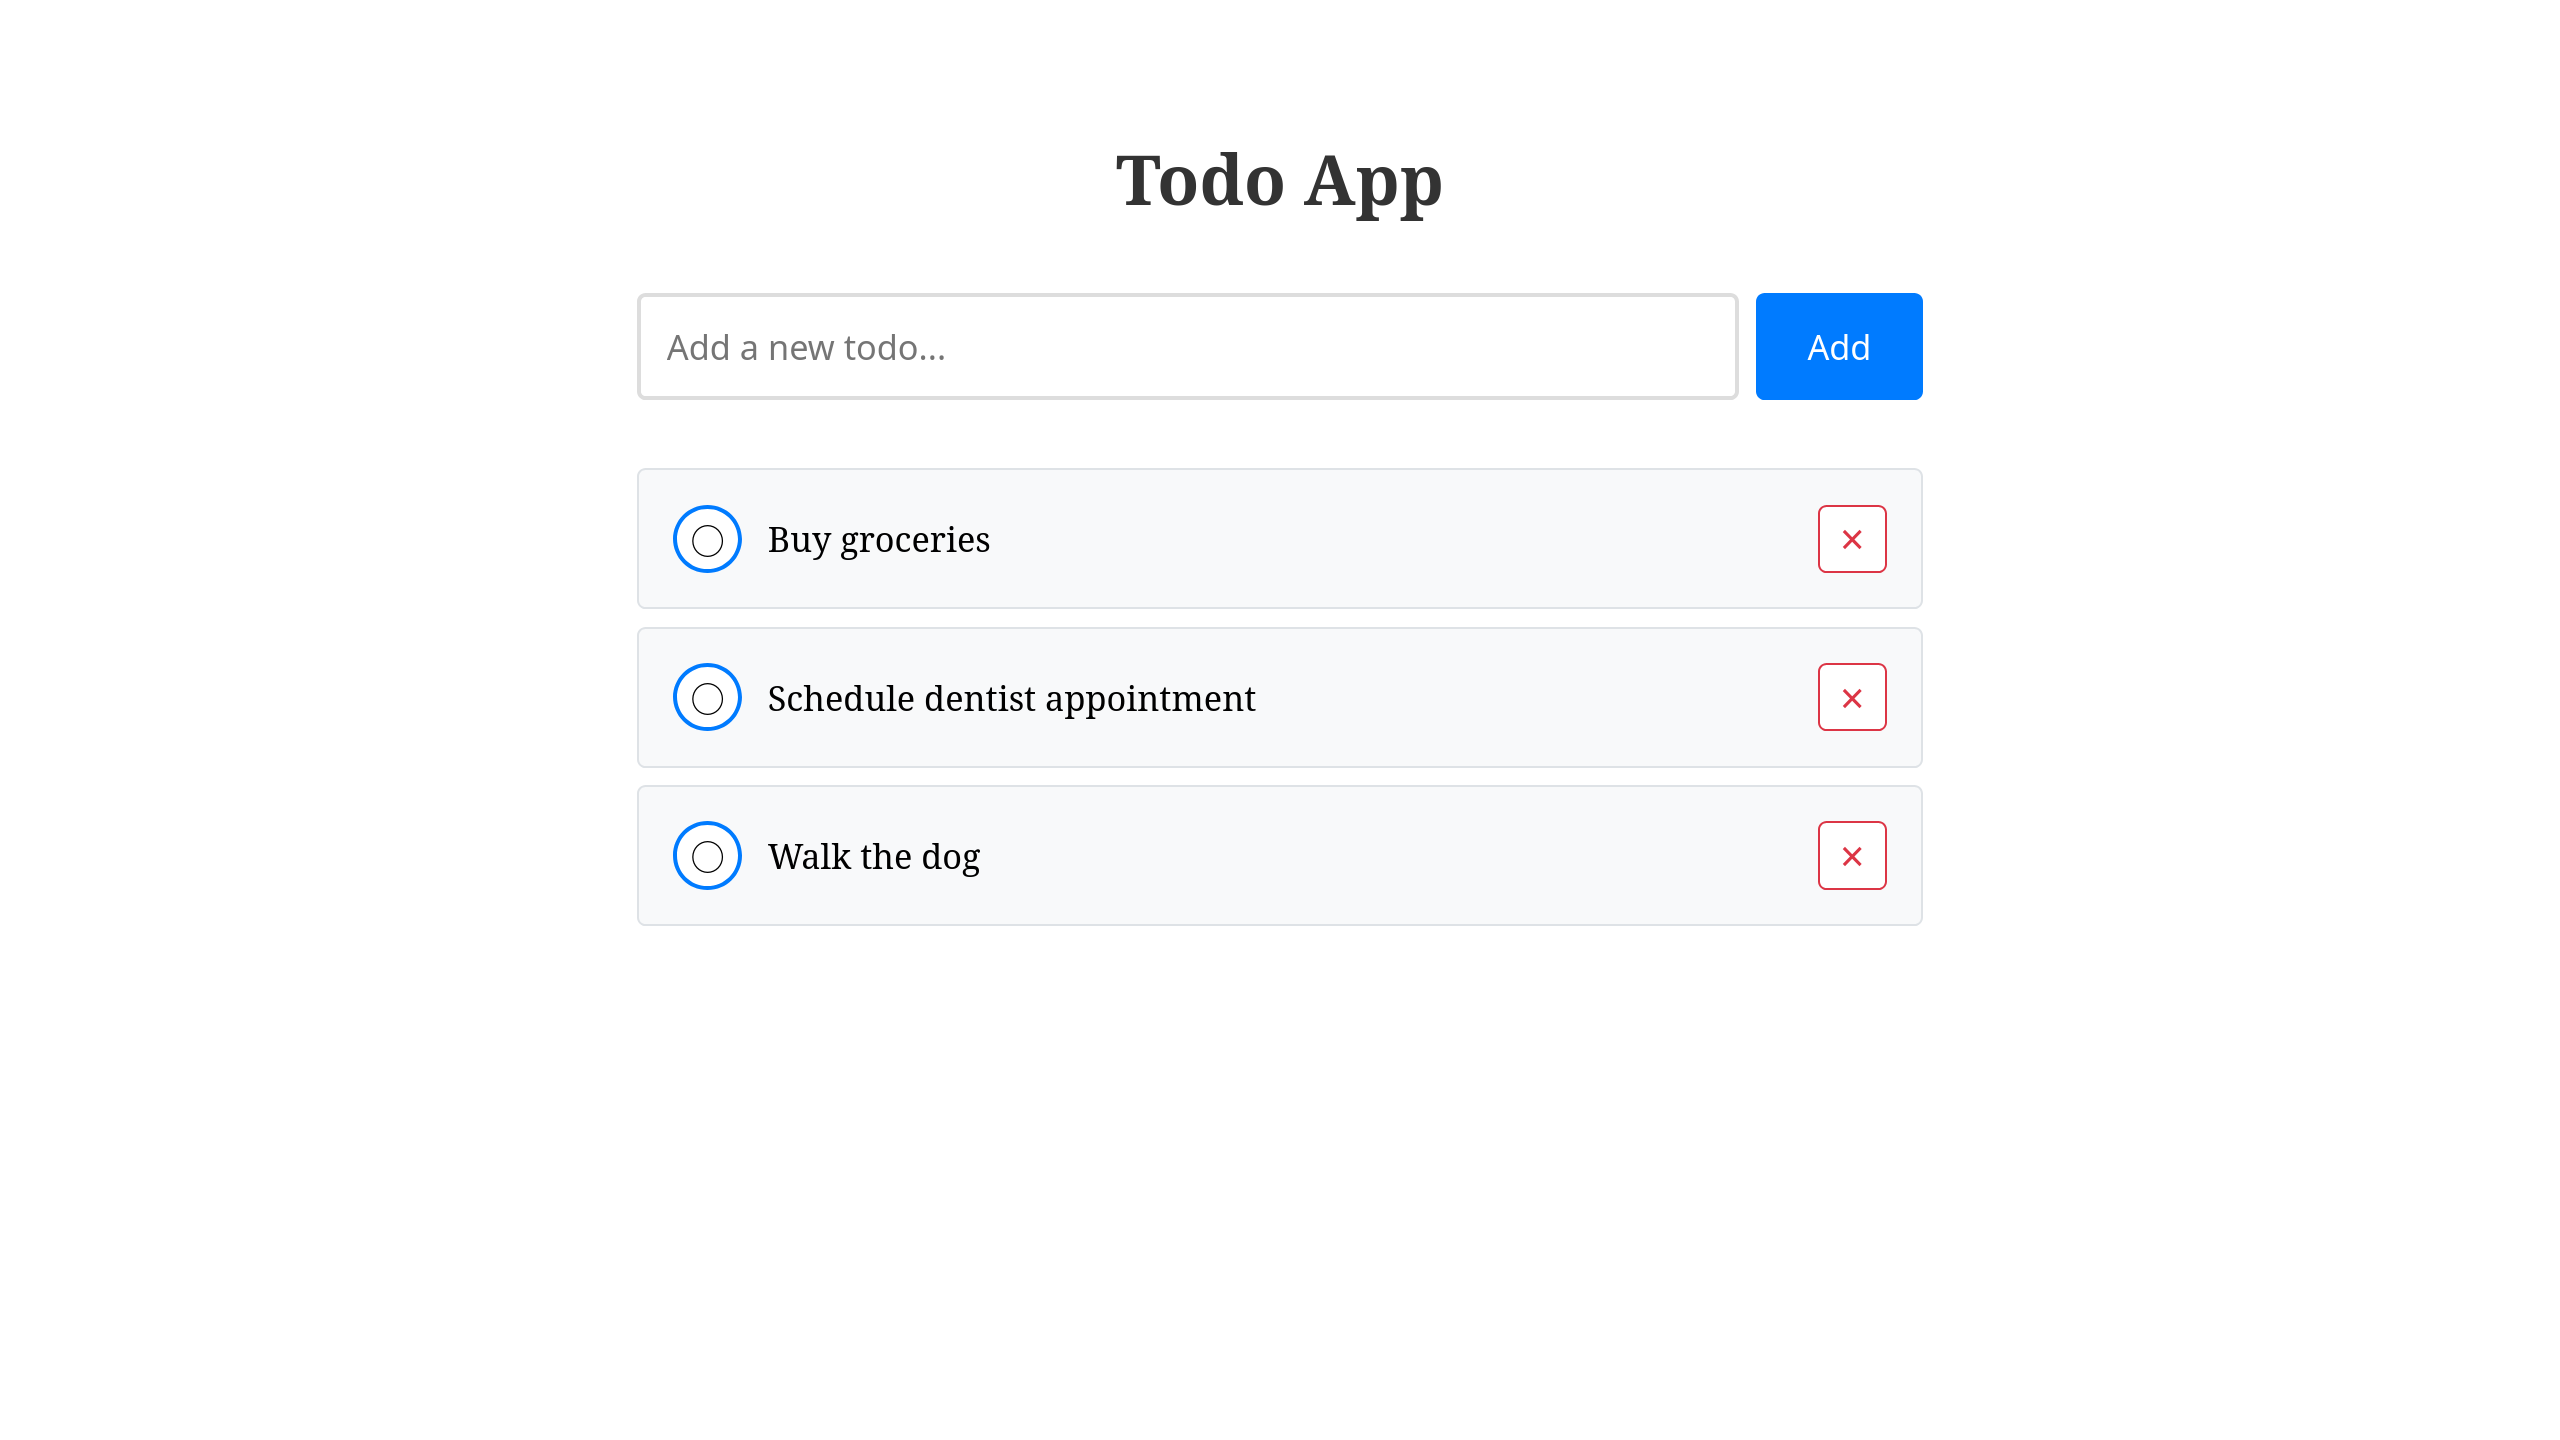 Todo App
Add a new todo...
Add
Buy groceries
Schedule dentist appointment
Walk the dog